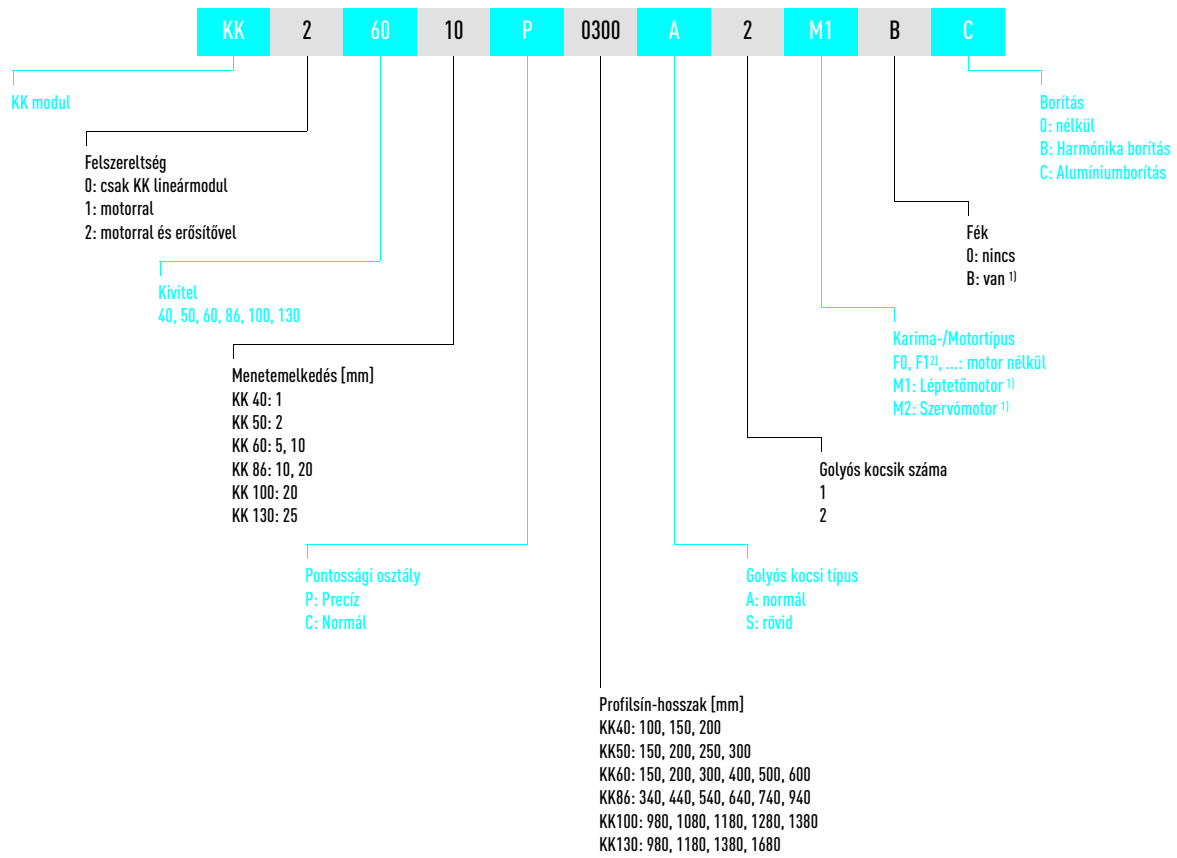 KK 2 60 10 P 0300 A 2 M1 B C
KK modul
Felszereltség
0: csak KK lineármodul
1: motorral
2: motorral és erősítővel
Kivitel
40, 50, 60, 86, 100, 130
Menetemelkedés [mm]
KK 40: 1
KK 50: 2
KK 60: 5, 10
KK 86: 10, 20
KK 100: 20
KK 130: 25
Pontossági osztály
P: Precíz
C: Normál
Profilsín-hosszak [mm]
KK40: 100, 150, 200
KK50: 150, 200, 250, 300
KK60: 150, 200, 300, 400, 500, 600
KK86: 340, 440, 540, 640, 740, 940
KK100: 980, 1080, 1180, 1280, 1380
KK130: 980, 1180, 1380, 1680
Golyós kocsi típus
A: normál
S: rövid
Golyós kocsik száma
1
2
Karima-/Motortípus
F0, F1²⁾, ...: motor nélkül
M1: Léptetőmotor ¹⁾
M2: Szervómotor ¹⁾
Fék
0: nincs
B: van ¹⁾
Borítás
0: nélkül
B: Harmónika borítás
C: Alumíniumborítás